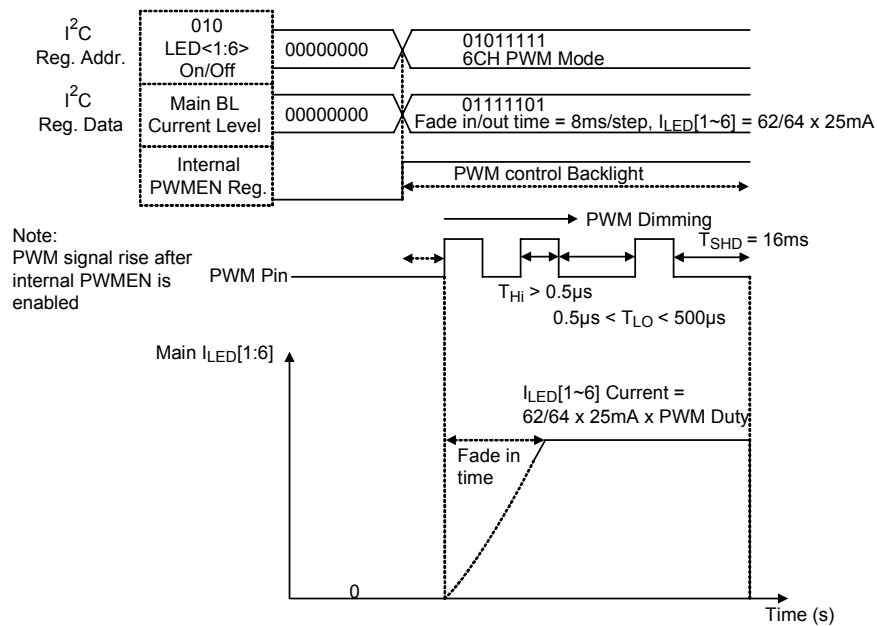 I2C
Reg. Addr.
010
LED<1:6>
On/Off
00000000
01011111
6CH PWM Mode
I2C
Reg. Data
Main BL
Current Level
00000000
01111101
Fade in/out time = 8ms/step, ILED[1~6] = 62/64 x 25mA
Internal
PWMEN Reg.
PWM control Backlight
Note:
PWM signal rise after
internal PWMEN is
enabled
PWM Dimming
TSHD = 16ms
PWM Pin
THi > 0.5µs
0.5µs < TLO < 500µs
Main ILED[1:6]
ILED[1~6] Current =
62/64 x 25mA x PWM Duty
Fade in
time
0
Time (s)